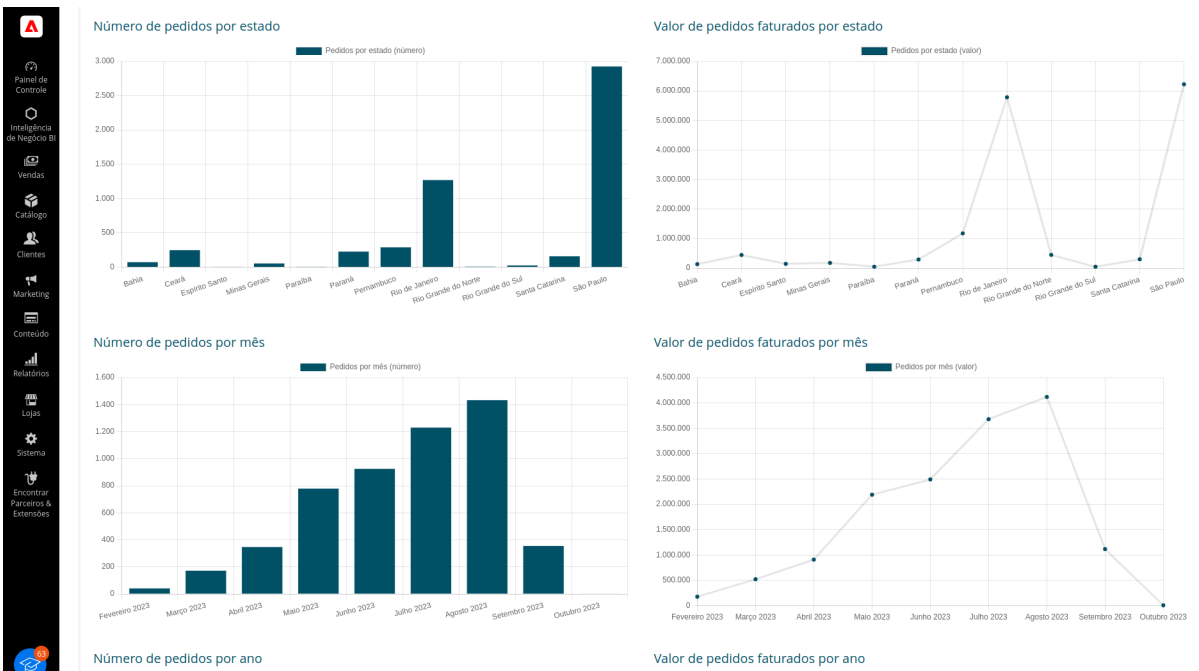 Painel de
Controle
Inteligência
de Negócio BI
Vendas
Catálogo
Clientes
Marketing
Conteúdo
Relatórios
Lojas
Sistema
Encontrar
Parceiros &
Extensões
63
Número de pedidos por estado
Pedidos por estado (número)
3.000
2.500
2.000
1.500
1.000
500
0
Bahia
Ceará
Espírito Santo
Minas Gerais
Paraíba
Paraná
Pernambuco
Rio de Janeiro
Rio Grande do Norte
Rio Grande do Sul
Santa Catarina
São Paulo
Valor de pedidos faturados por estado
Pedidos por estado (valor)
7.000.000
6.000.000
5.000.000
4.000.000
3.000.000
2.000.000
1.000.000
0
Bahia
Ceará
Espírito Santo
Minas Gerais
Paraíba
Paraná
Pernambuco
Rio de Janeiro
Rio Grande do Norte
Rio Grande do Sul
Santa Catarina
São Paulo
Número de pedidos por mês
Pedidos por mês (número)
1.600
1.400
1.200
1.000
800
600
400
200
0
Fevereiro 2023
Março 2023
Abril 2023
Maio 2023
Junho 2023
Julho 2023
Agosto 2023
Setembro 2023
Outubro 2023
Valor de pedidos faturados por mês
Pedidos por mês (valor)
4.500.000
4.000.000
3.500.000
3.000.000
2.500.000
2.000.000
1.500.000
1.000.000
500.000
0
Fevereiro 2023
Março 2023
Abril 2023
Maio 2023
Junho 2023
Julho 2023
Agosto 2023
Setembro 2023
Outubro 2023
Número de pedidos por ano
Valor de pedidos faturados por ano